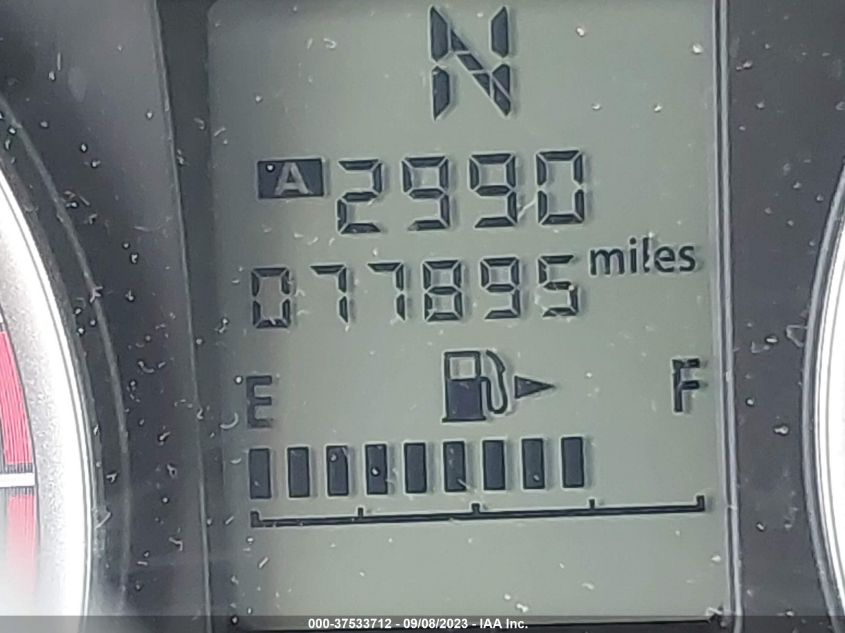 N
A 2990
077895 miles
E F
000-37533712 - 09/08/2023 - IAA Inc.